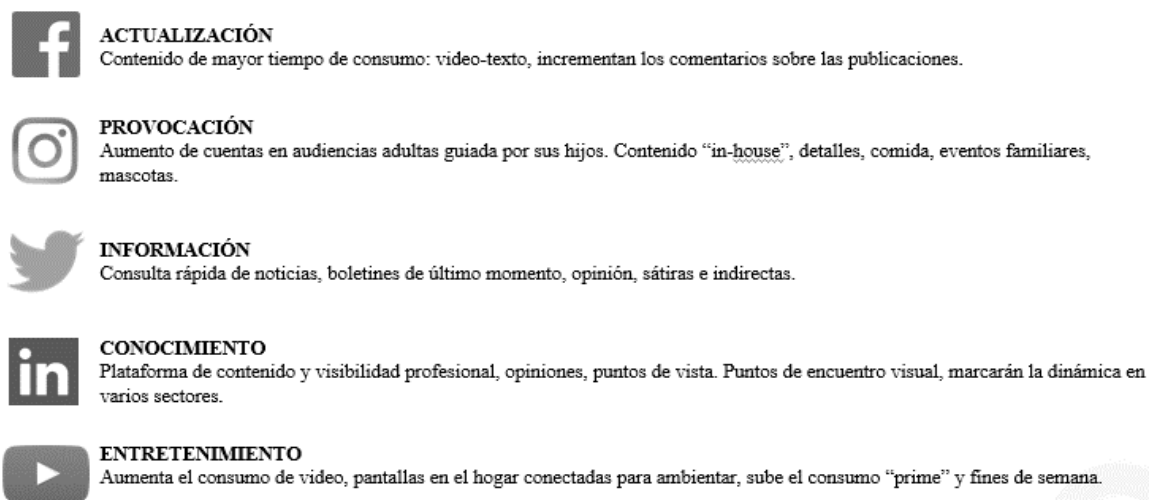 f
ACTUALIZACIÓN
Contenido de mayor tiempo de consumo: video-texto, incrementan los comentarios sobre las publicaciones.
PROVOCACIÓN
Aumento de cuentas en audiencias adultas guiada por sus hijos. Contenido “in-house”, detalles, comida, eventos familiares,
mascotas.
INFORMACIÓN
Consulta rápida de noticias, boletines de último momento, opinión, sátiras e indirectas.
in
CONOCIMIENTO
Plataforma de contenido y visibilidad profesional, opiniones, puntos de vista. Puntos de encuentro visual, marcarán la dinámica en
varios sectores.
ENTRETENIMIENTO
Aumenta el consumo de video, pantallas en el hogar conectadas para ambientar, sube el consumo “prime” y fines de semana.